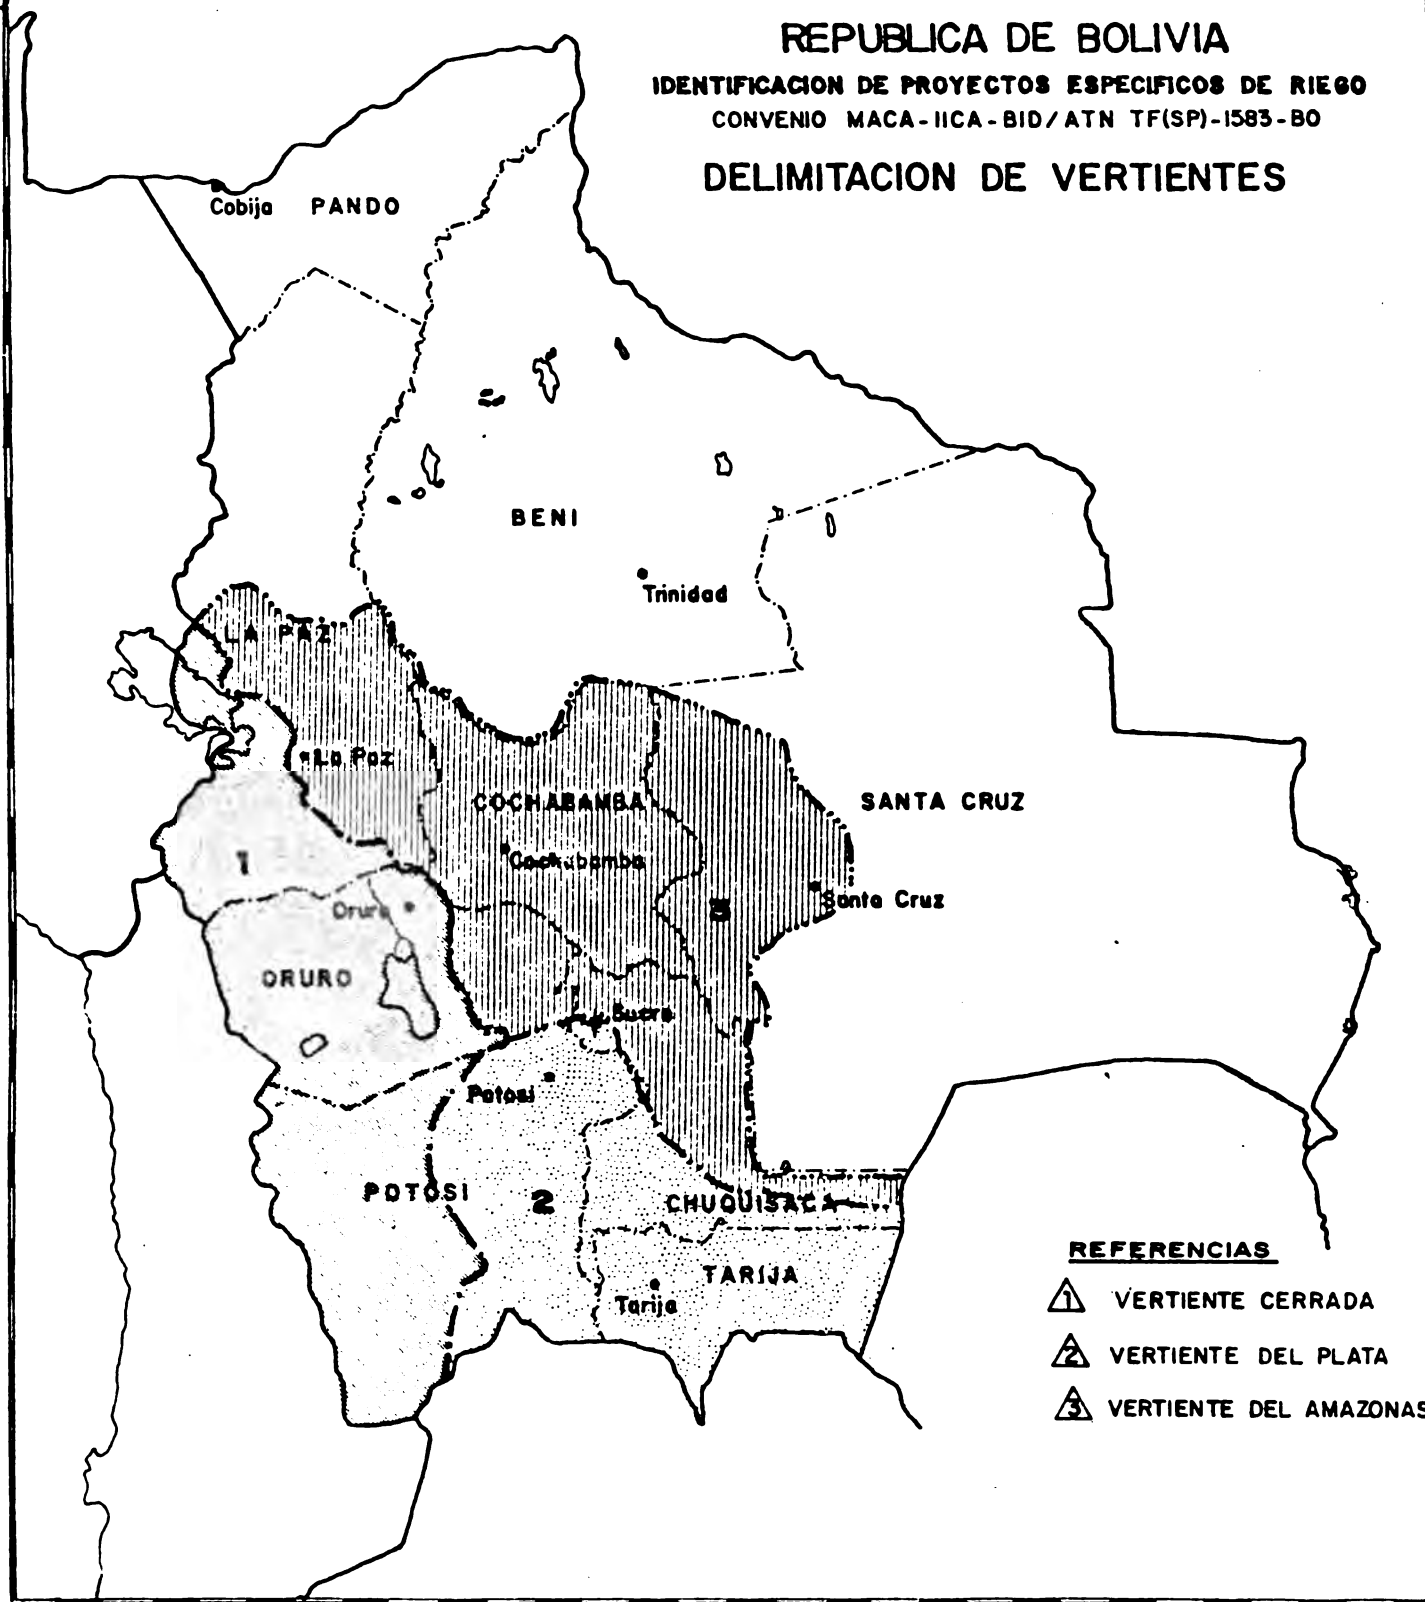 REPUBLICA DE BOLIVIA
IDENTIFICACION DE PROYECTOS ESPECIFICOS DE RIEGO
CONVENIO MACA-IICA-BID/ATN TF(SP)-1583-BO
DELIMITACION DE VERTIENTES
Cobija PANDO
BENI
Trinidad
LA PAZ
La Paz
COCHABAMBA
SANTA CRUZ
1
Cochabamba
Oruro
3
Santa Cruz
ORURO
Sucre
Potosi
POTOSI
2
CHUQUISACA
TARIJA
Tarija
REFERENCIAS
1 VERTIENTE CERRADA
2 VERTIENTE DEL PLATA
3 VERTIENTE DEL AMAZONAS